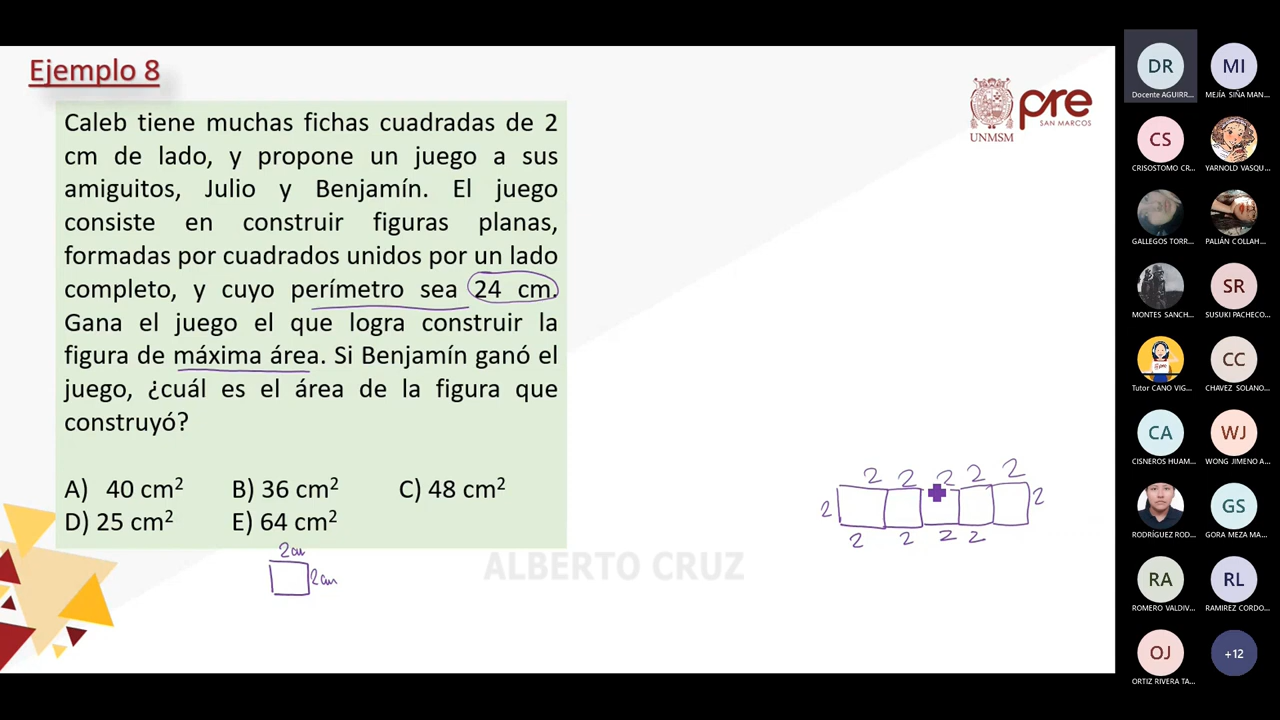 Ejemplo 8
Caleb tiene muchas fichas cuadradas de 2
cm de lado, y propone un juego a sus
amiguitos, Julio y Benjamín. El juego
consiste en construir figuras planas,
formadas por cuadrados unidos por un lado
completo, y cuyo perímetro sea 24 cm.
Gana el juego el que logra construir la
figura de máxima área. Si Benjamín ganó el
juego, ¿cuál es el área de la figura que
construyó?
A) 40 cm² B) 36 cm² C) 48 cm²
D) 25 cm² E) 64 cm²
2cm
2cm
ALBERTO CRUZ
UNMSM
pre
SAN MARCOS
2 2 2 2 2
2 2
2 2 2 2
DR
Docente AGUIRR...
MI
MEJÍA SIÑA MAN...
CS
CRISOSTOMO CR...
YARNOLD VASQU...
GALLEGOS TORR...
PALIÁN COLLAH...
MONTES SANCH...
SR
SUSUKI PACHECO...
Tutor CANO VIG...
CC
CHAVEZ SOLANO...
CA
CISNEROS HUAM...
WJ
WONG JIMENO A...
RODRÍGUEZ ROD...
GS
GORA MEZA MA...
RA
ROMERO VALDIV...
RL
RAMIREZ CORDO...
OJ
ORTIZ RIVERA TA...
+12